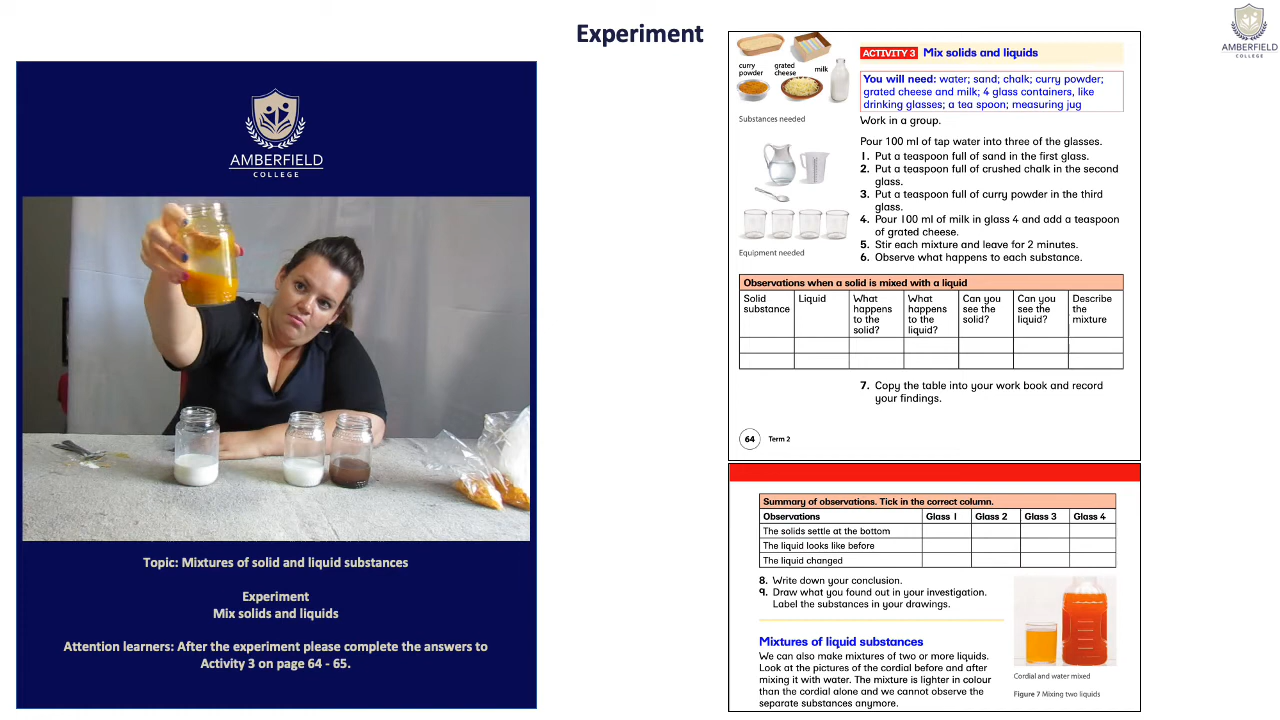 Experiment
AMBERFIELD
COLLEGE
AMBERFIELD
COLLEGE
Topic: Mixtures of solid and liquid substances
Experiment
Mix solids and liquids
Attention learners: After the experiment please complete the answers to
Activity 3 on page 64 - 65.
curry
powder
grated
cheese
milk
Substances needed
Equipment needed
ACTIVITY 3 Mix solids and liquids
You will need: water; sand; chalk; curry powder;
grated cheese and milk; 4 glass containers, like
drinking glasses; a tea spoon; measuring jug
Work in a group.
Pour 100 ml of tap water into three of the glasses.
1. Put a teaspoon full of sand in the first glass.
2. Put a teaspoon full of crushed chalk in the second
glass.
3. Put a teaspoon full of curry powder in the third
glass.
4. Pour 100 ml of milk in glass 4 and add a teaspoon
of grated cheese.
5. Stir each mixture and leave for 2 minutes.
6. Observe what happens to each substance.
Observations when a solid is mixed with a liquid
Solid
substance
Liquid
What
happens
to the
solid?
What
happens
to the
liquid?
Can you
see the
solid?
Can you
see the
liquid?
Describe
the
mixture
7. Copy the table into your work book and record
your findings.
64 Term 2
Summary of observations. Tick in the correct column.
Observations Glass 1 Glass 2 Glass 3 Glass 4
The solids settle at the bottom
The liquid looks like before
The liquid changed
8. Write down your conclusion.
9. Draw what you found out in your investigation.
Label the substances in your drawings.
Mixtures of liquid substances
We can also make mixtures of two or more liquids.
Look at the pictures of the cordial before and after
mixing it with water. The mixture is lighter in colour
than the cordial alone and we cannot observe the
separate substances anymore.
Cordial and water mixed
Figure 7 Mixing two liquids